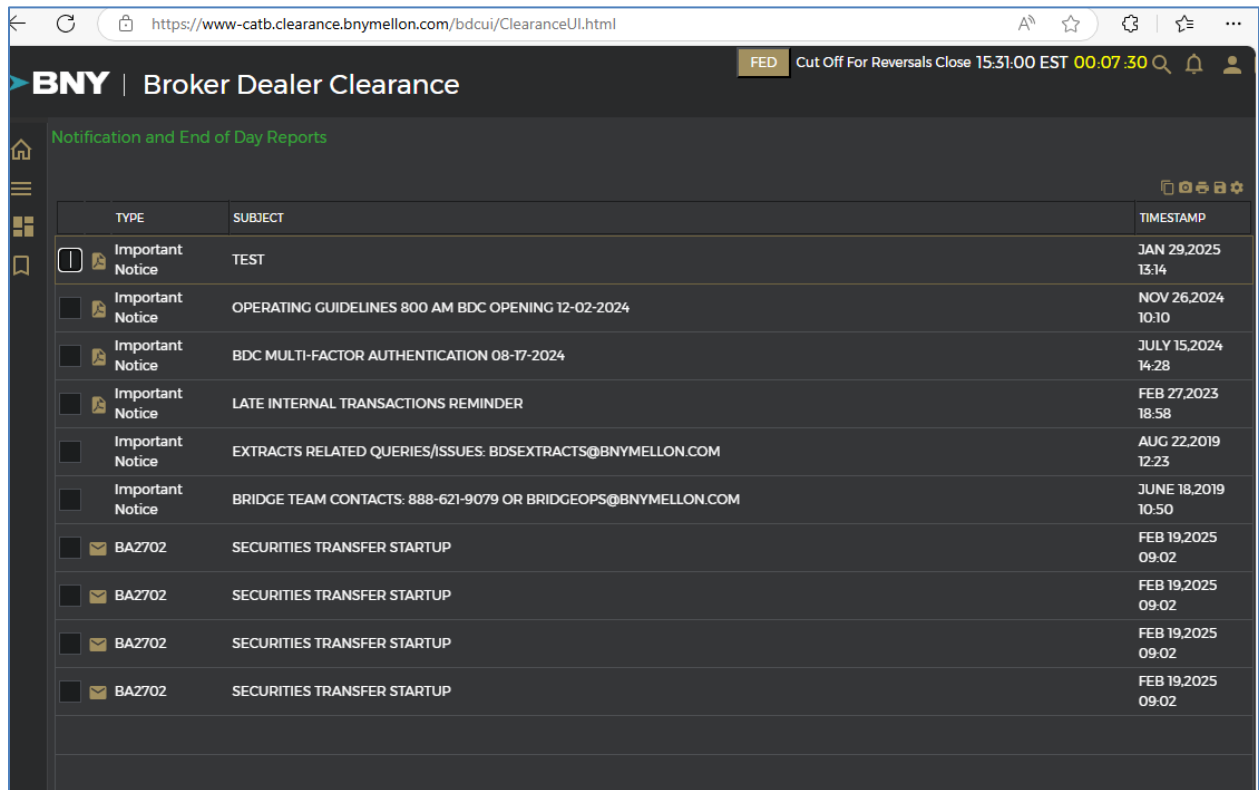 https://www-catb.clearance.bnymellon.com/bdcui/ClearanceUI.html
FED Cut Off For Reversals Close 15:31:00 EST 00:07:30
BNY | Broker Dealer Clearance
Notification and End of Day Reports
TYPE SUBJECT TIMESTAMP
Important JAN 29,2025
Notice TEST 13:14
Important NOV 26,2024
Notice OPERATING GUIDELINES 800 AM BDC OPENING 12-02-2024 10:10
Important JULY 15,2024
Notice BDC MULTI-FACTOR AUTHENTICATION 08-17-2024 14:28
Important FEB 27,2023
Notice LATE INTERNAL TRANSACTIONS REMINDER 18:58
Important AUG 22,2019
Notice EXTRACTS RELATED QUERIES/ISSUES: BDSEXTRACTS@BNYMELLON.COM 12:23
Important JUNE 18,2019
Notice BRIDGE TEAM CONTACTS: 888-621-9079 OR BRIDGEOPS@BNYMELLON.COM 10:50
BA2702 SECURITIES TRANSFER STARTUP FEB 19,2025
09:02
BA2702 SECURITIES TRANSFER STARTUP FEB 19,2025
09:02
BA2702 SECURITIES TRANSFER STARTUP FEB 19,2025
09:02
BA2702 SECURITIES TRANSFER STARTUP FEB 19,2025
09:02